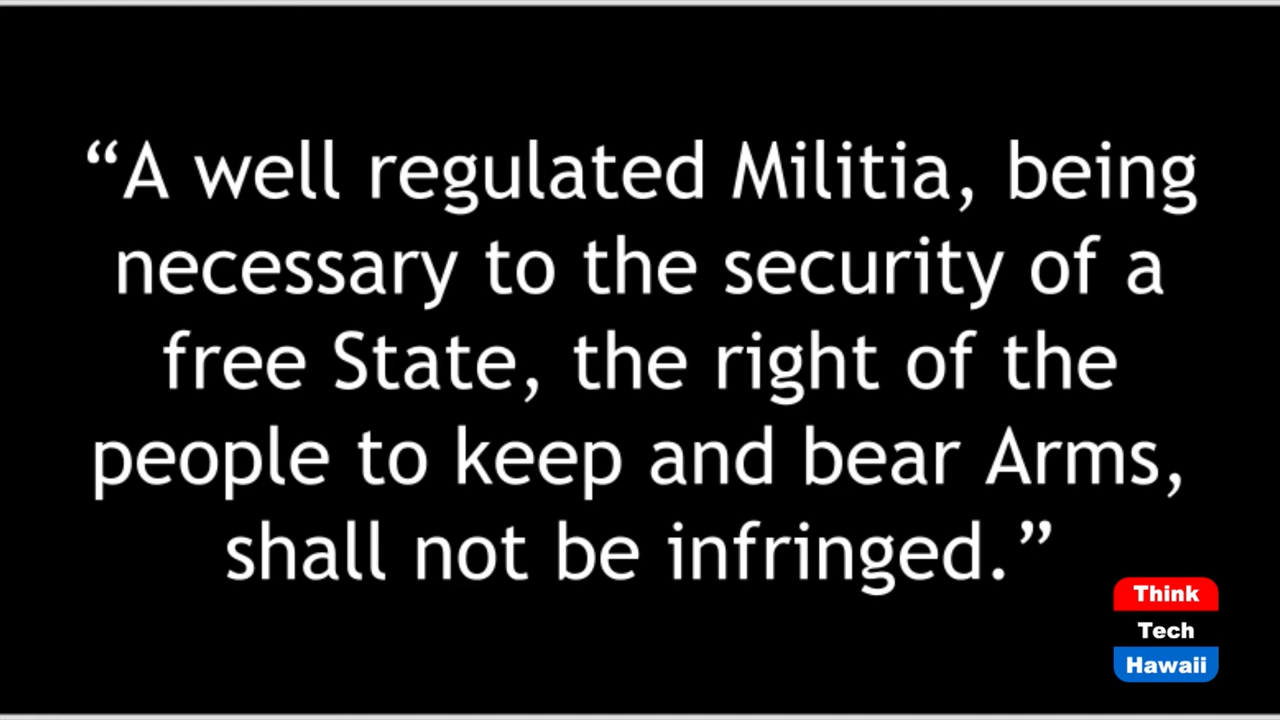 “A well regulated Militia, being
necessary to the security of a
free State, the right of the
people to keep and bear Arms,
shall not be infringed.”
Think
Tech
Hawaii